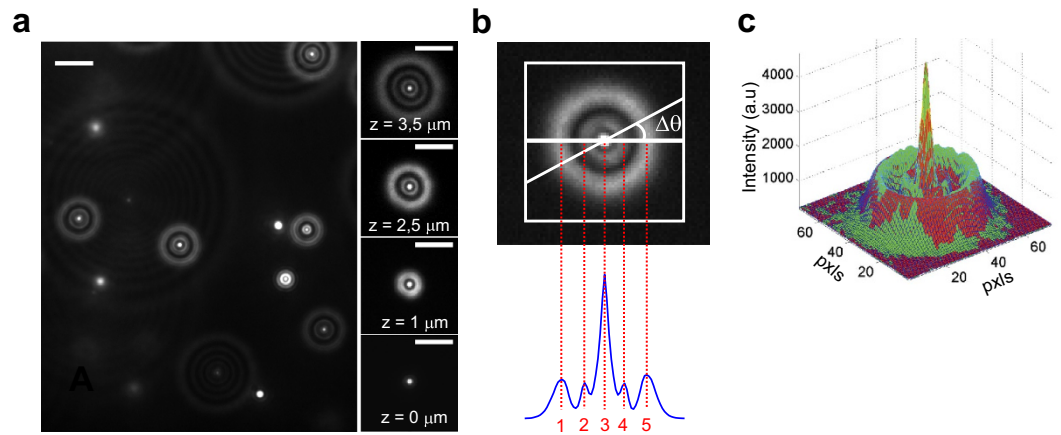 a
z = 3,5 μm
z = 2,5 μm
z = 1 μm
z = 0 μm
A
b
Δθ
1 2 3 4 5
c
Intensity (a.u)
4000
3000
2000
1000
60
40
20
pxls
20
40
60
pxls